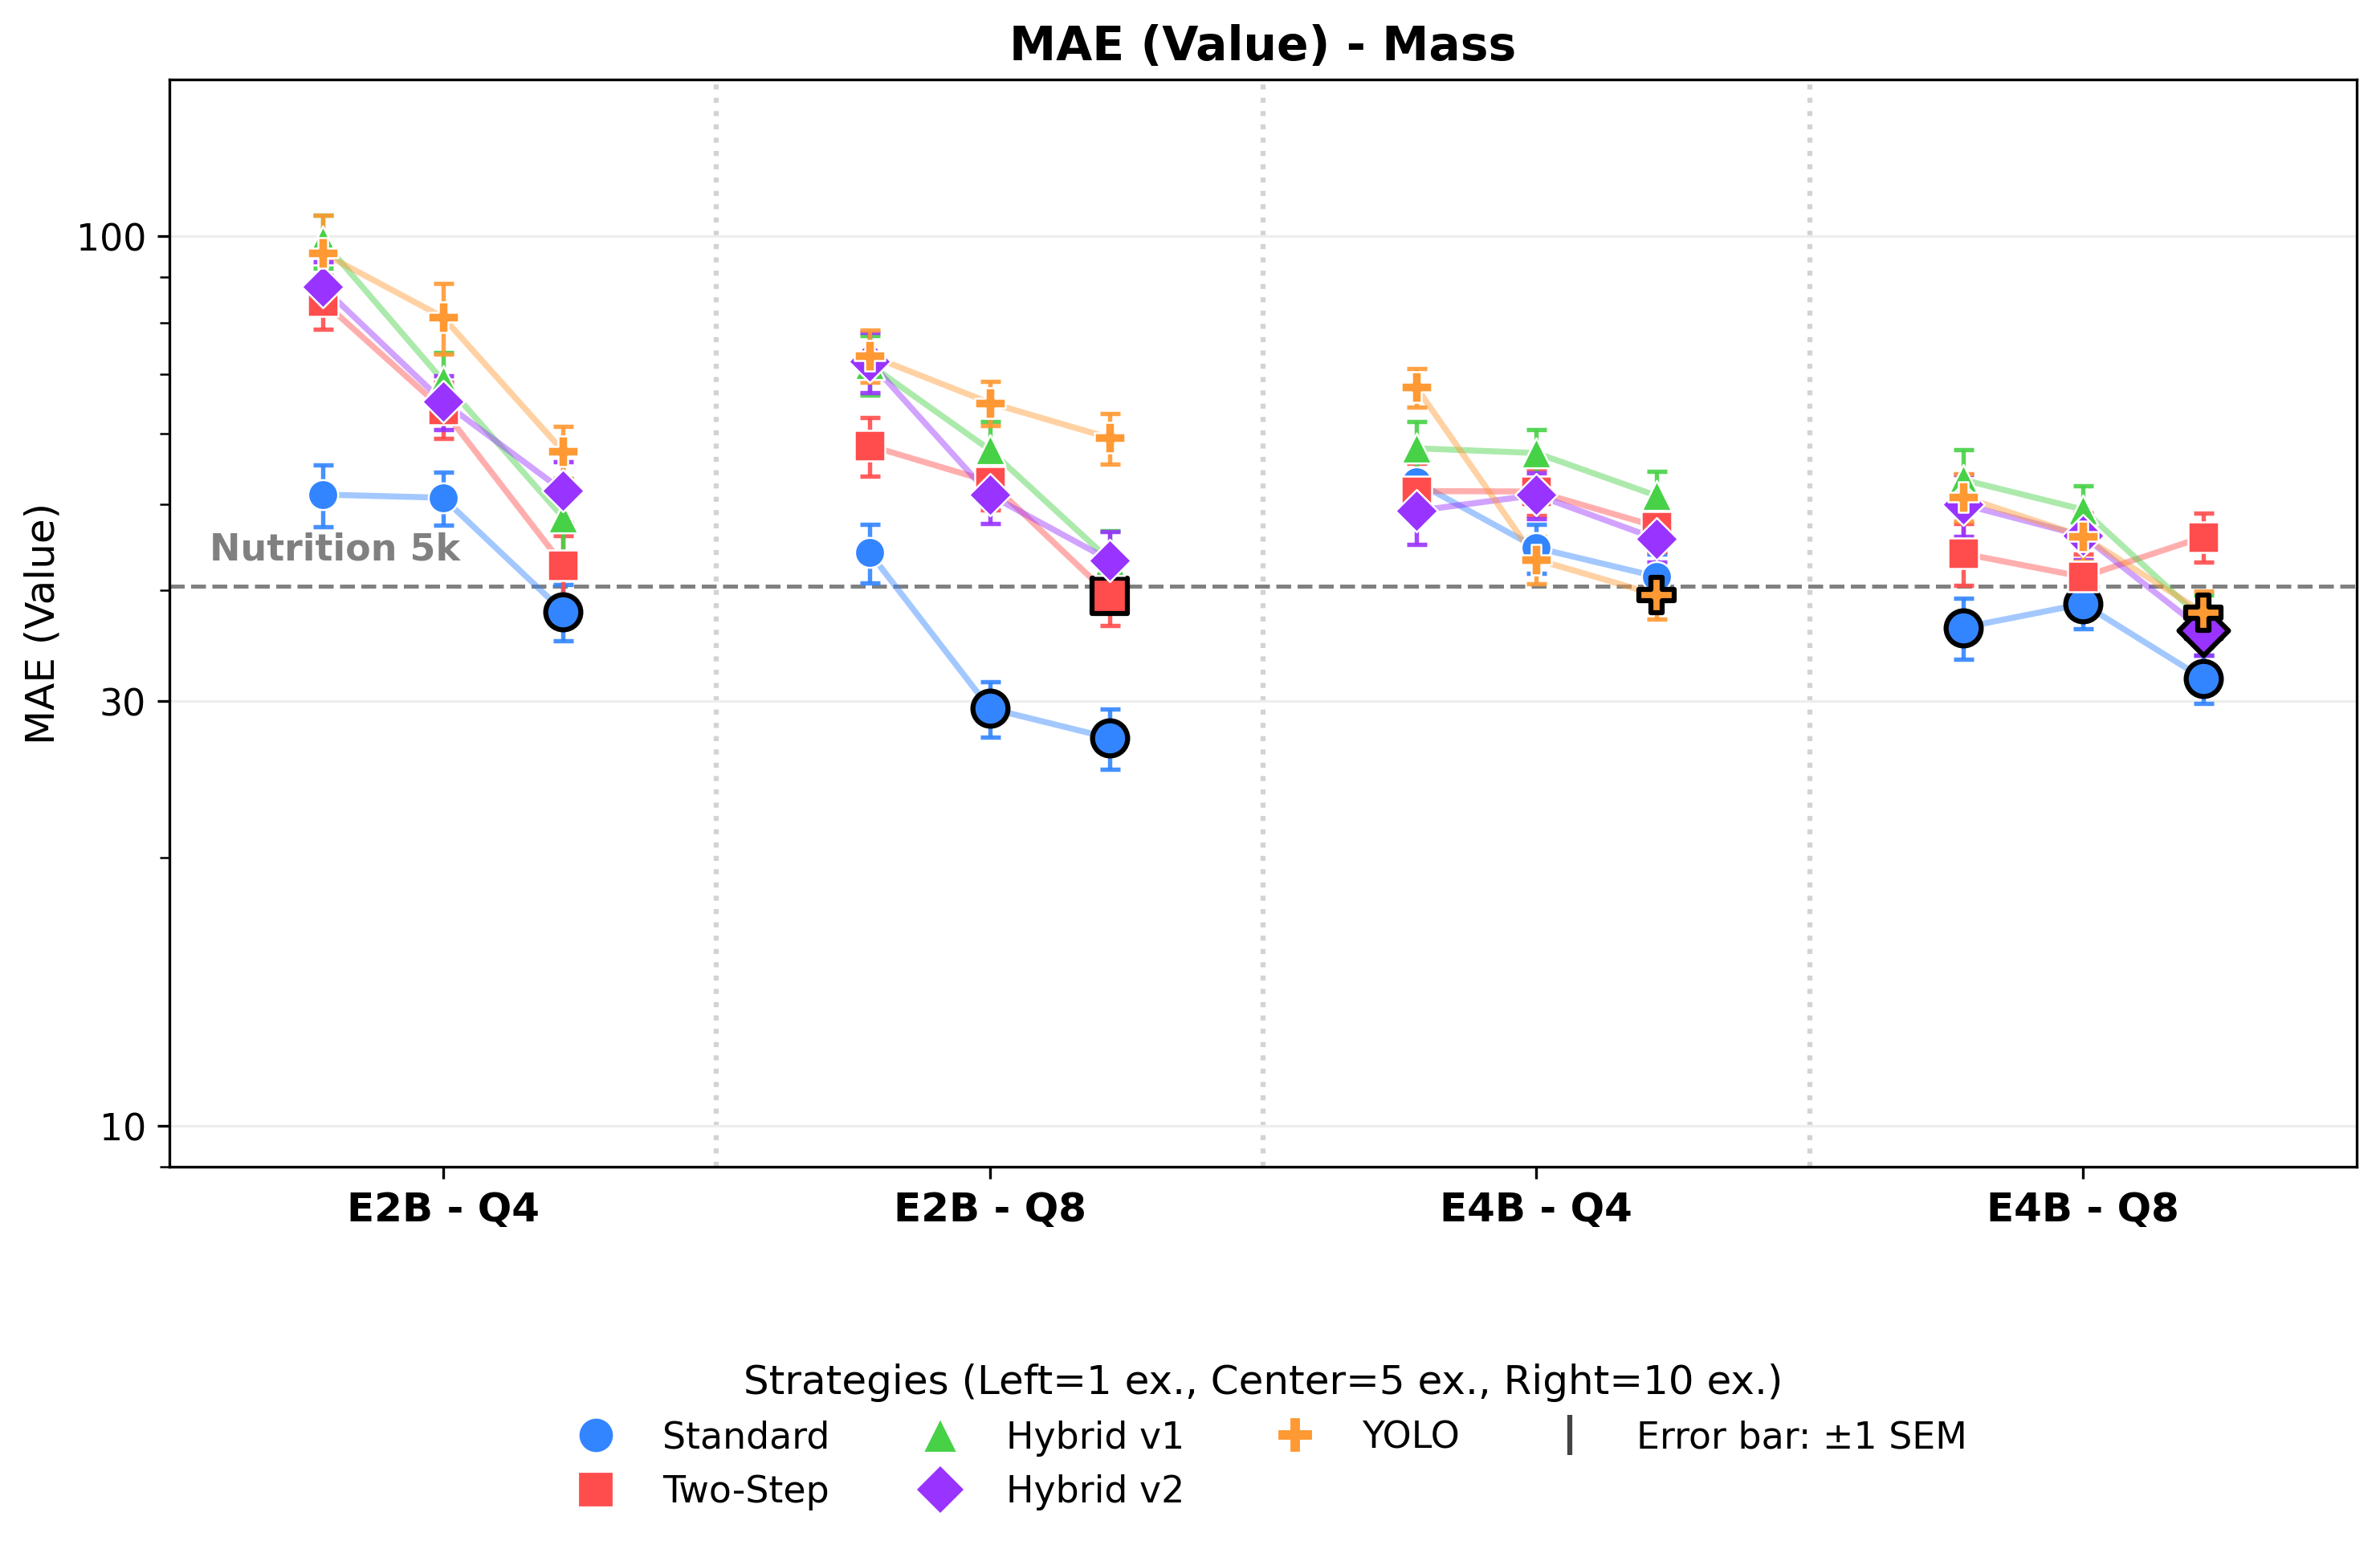 MAE (Value) - Mass
MAE (Value)
100
30
10
Nutrition 5k
E2B - Q4
E2B - Q8
E4B - Q4
E4B - Q8
Strategies (Left=1 ex., Center=5 ex., Right=10 ex.)
Standard
Two-Step
Hybrid v1
Hybrid v2
YOLO
Error bar: ±1 SEM